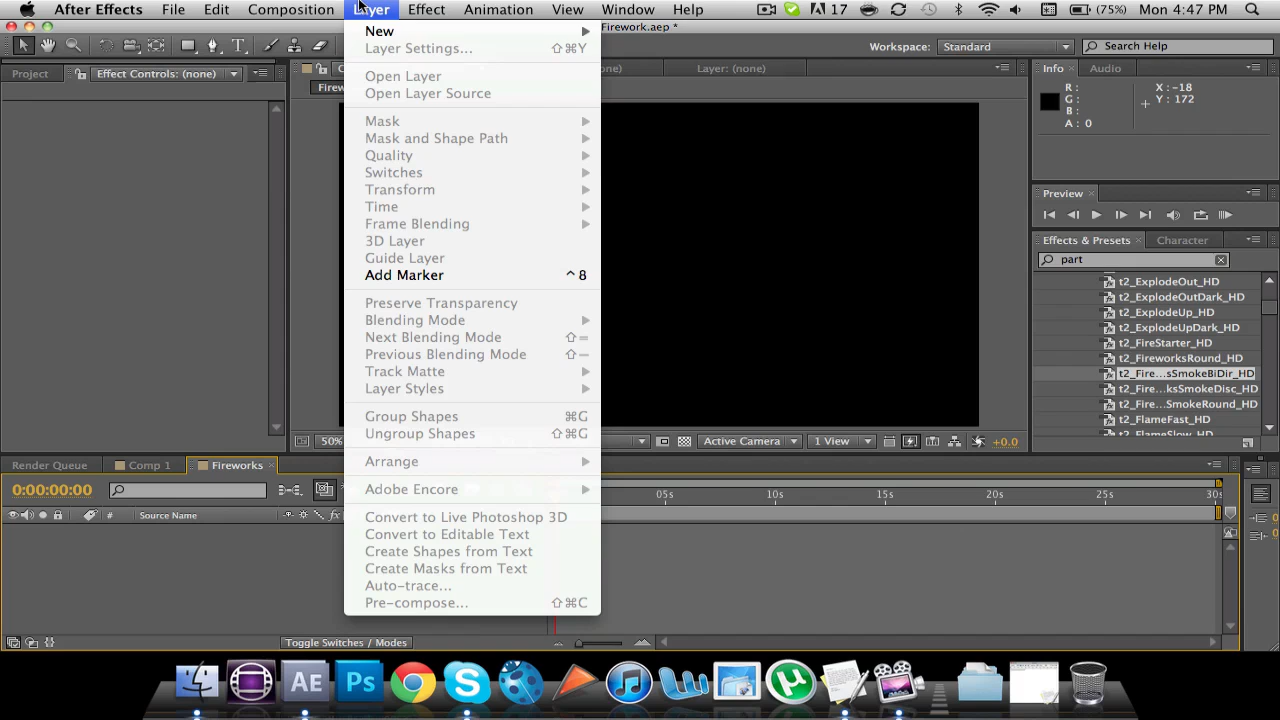 After Effects File Edit Composition Layer Effect Animation View Window Help 17 (75%) Mon 4:47 PM
Firework.aep *
Workspace: Standard Search Help
Project Effect Controls: (none) Layer: (none) Info Audio
New
Layer Settings... ⇧⌘Y
Open Layer
Open Layer Source
Mask
Mask and Shape Path
Quality
Switches
Transform
Time
Frame Blending
3D Layer
Guide Layer
Add Marker ^ 8
Preserve Transparency
Blending Mode
Next Blending Mode ⇧=
Previous Blending Mode ⇧−
Track Matte
Layer Styles
Group Shapes ⌘G
Ungroup Shapes ⇧⌘G
Arrange
Adobe Encore
Convert to Live Photoshop 3D
Convert to Editable Text
Create Shapes from Text
Create Masks from Text
Auto-trace...
Pre-compose... ⇧⌘C
R: X: -18
G: Y: 172
B:
A: 0
Preview
Effects & Presets Character
part
t2_ExplodeOut_HD
t2_ExplodeOutDark_HD
t2_ExplodeUp_HD
t2_ExplodeUpDark_HD
t2_FireStarter_HD
t2_FireworksRound_HD
t2_Fire...sSmokeBiDir_HD
t2_Fire...ksSmokeDisc_HD
t2_Fire...SmokeRound_HD
t2_FlameFast_HD
t2_FlameSlow_HD
50% Active Camera 1 View +0.0
Render Queue Comp 1 Fireworks
0:00:00:00 05s 10s 15s 20s 25s 30s
# Source Name
Toggle Switches / Modes
AE Ps